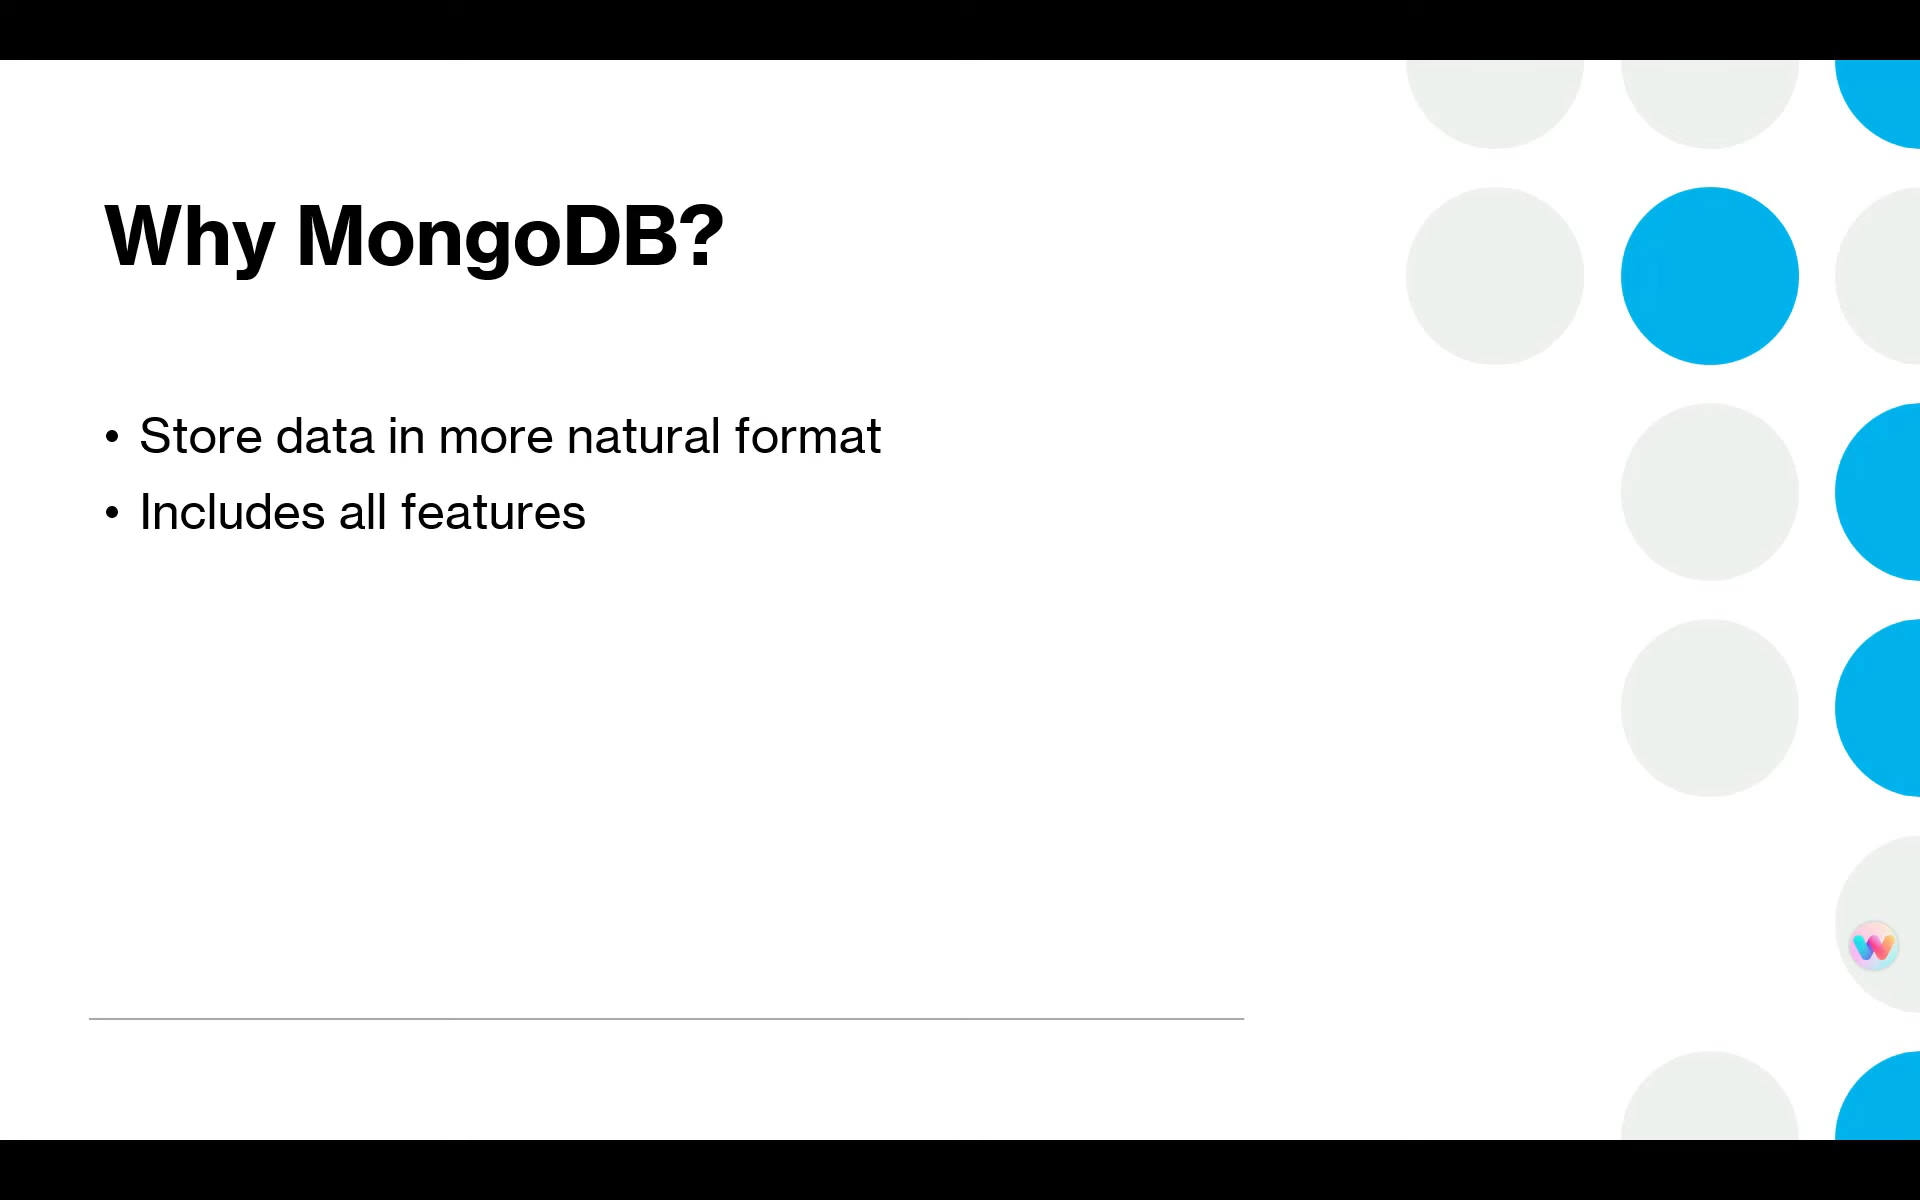 Why MongoDB?
• Store data in more natural format
• Includes all features